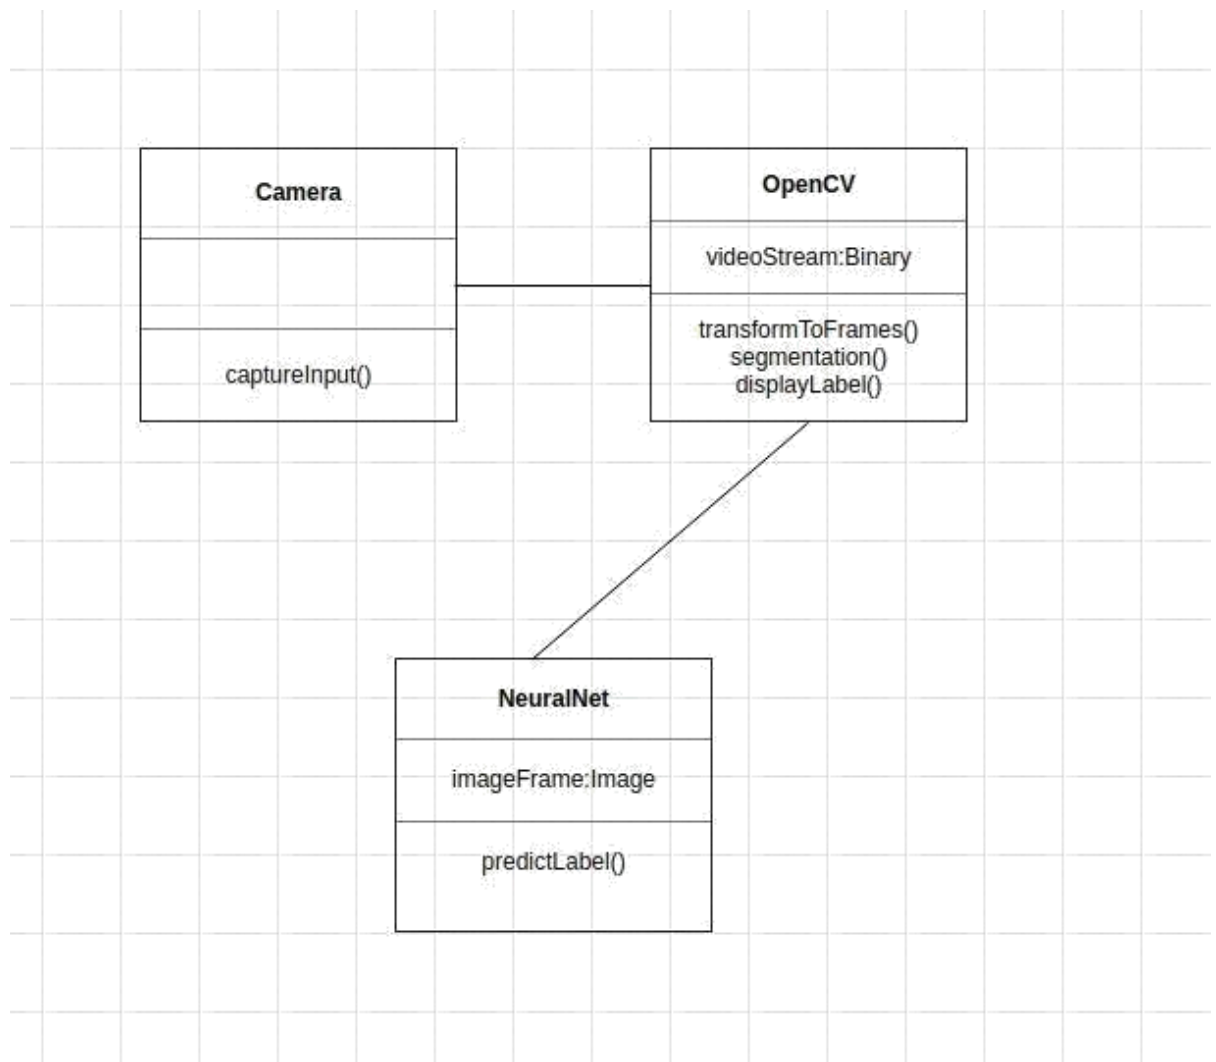 Camera
captureInput()
OpenCV
videoStream:Binary
transformToFrames()
segmentation()
displayLabel()
NeuralNet
imageFrame:Image
predictLabel()